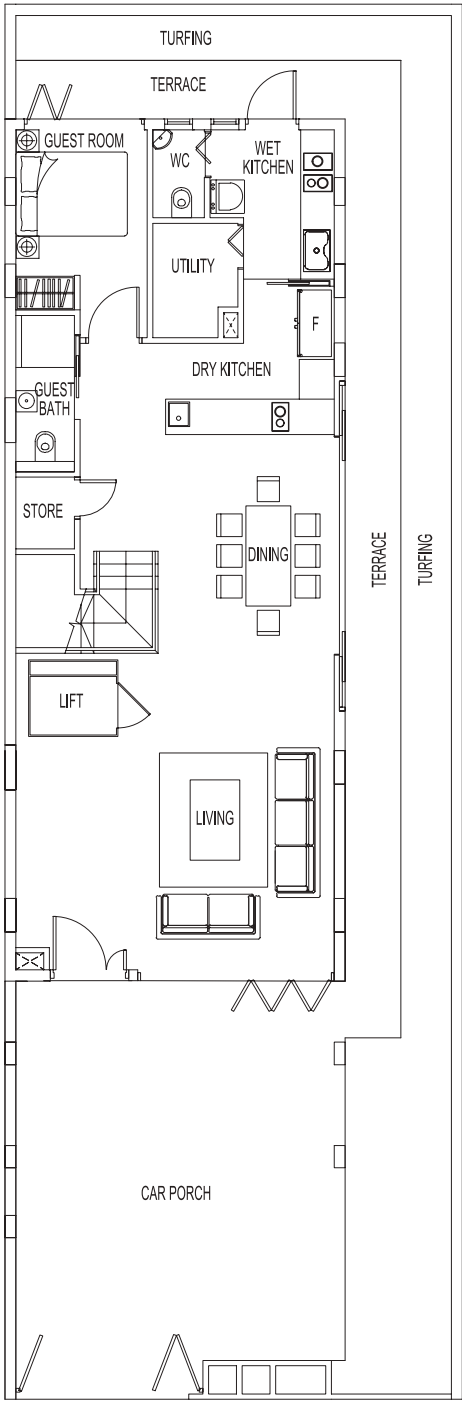 TURFING
TERRACE
GUEST ROOM
WC
WET
KITCHEN
UTILITY
F
DRY KITCHEN
GUEST
BATH
STORE
DINING
TERRACE
TURFING
LIFT
LIVING
CAR PORCH